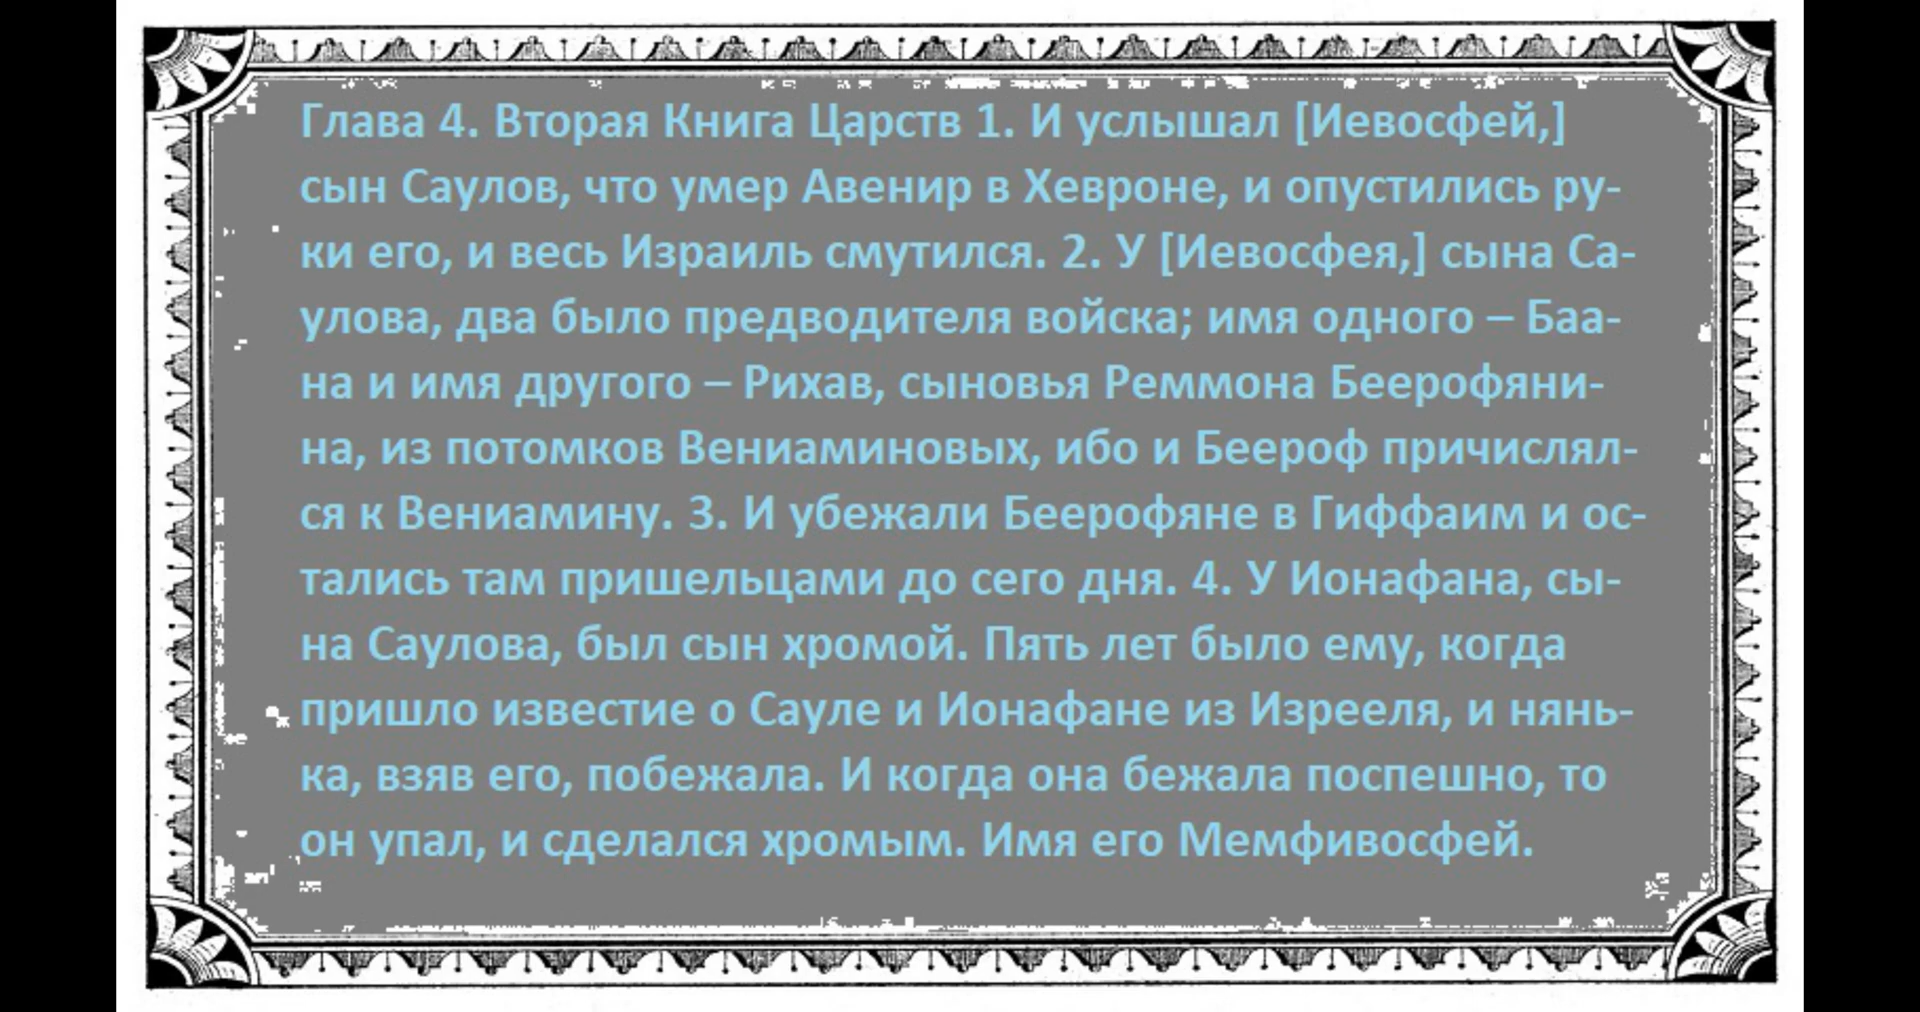 Глава 4. Вторая Книга Царств 1. И услышал [Иевосфей,]
сын Саулов, что умер Авенир в Хевроне, и опустились ру-
ки его, и весь Израиль смутился. 2. У [Иевосфея,] сына Са-
улова, два было предводителя войска; имя одного – Баа-
на и имя другого – Рихав, сыновья Реммона Беерофяни-
на, из потомков Вениаминовых, ибо и Беероф причислял-
ся к Вениамину. 3. И убежали Беерофяне в Гиффаим и ос-
тались там пришельцами до сего дня. 4. У Ионафана, сы-
на Саулова, был сын хромой. Пять лет было ему, когда
пришло известие о Сауле и Ионафане из Изрееля, и нянь-
ка, взяв его, побежала. И когда она бежала поспешно, то
он упал, и сделался хромым. Имя его Мемфивосфей.